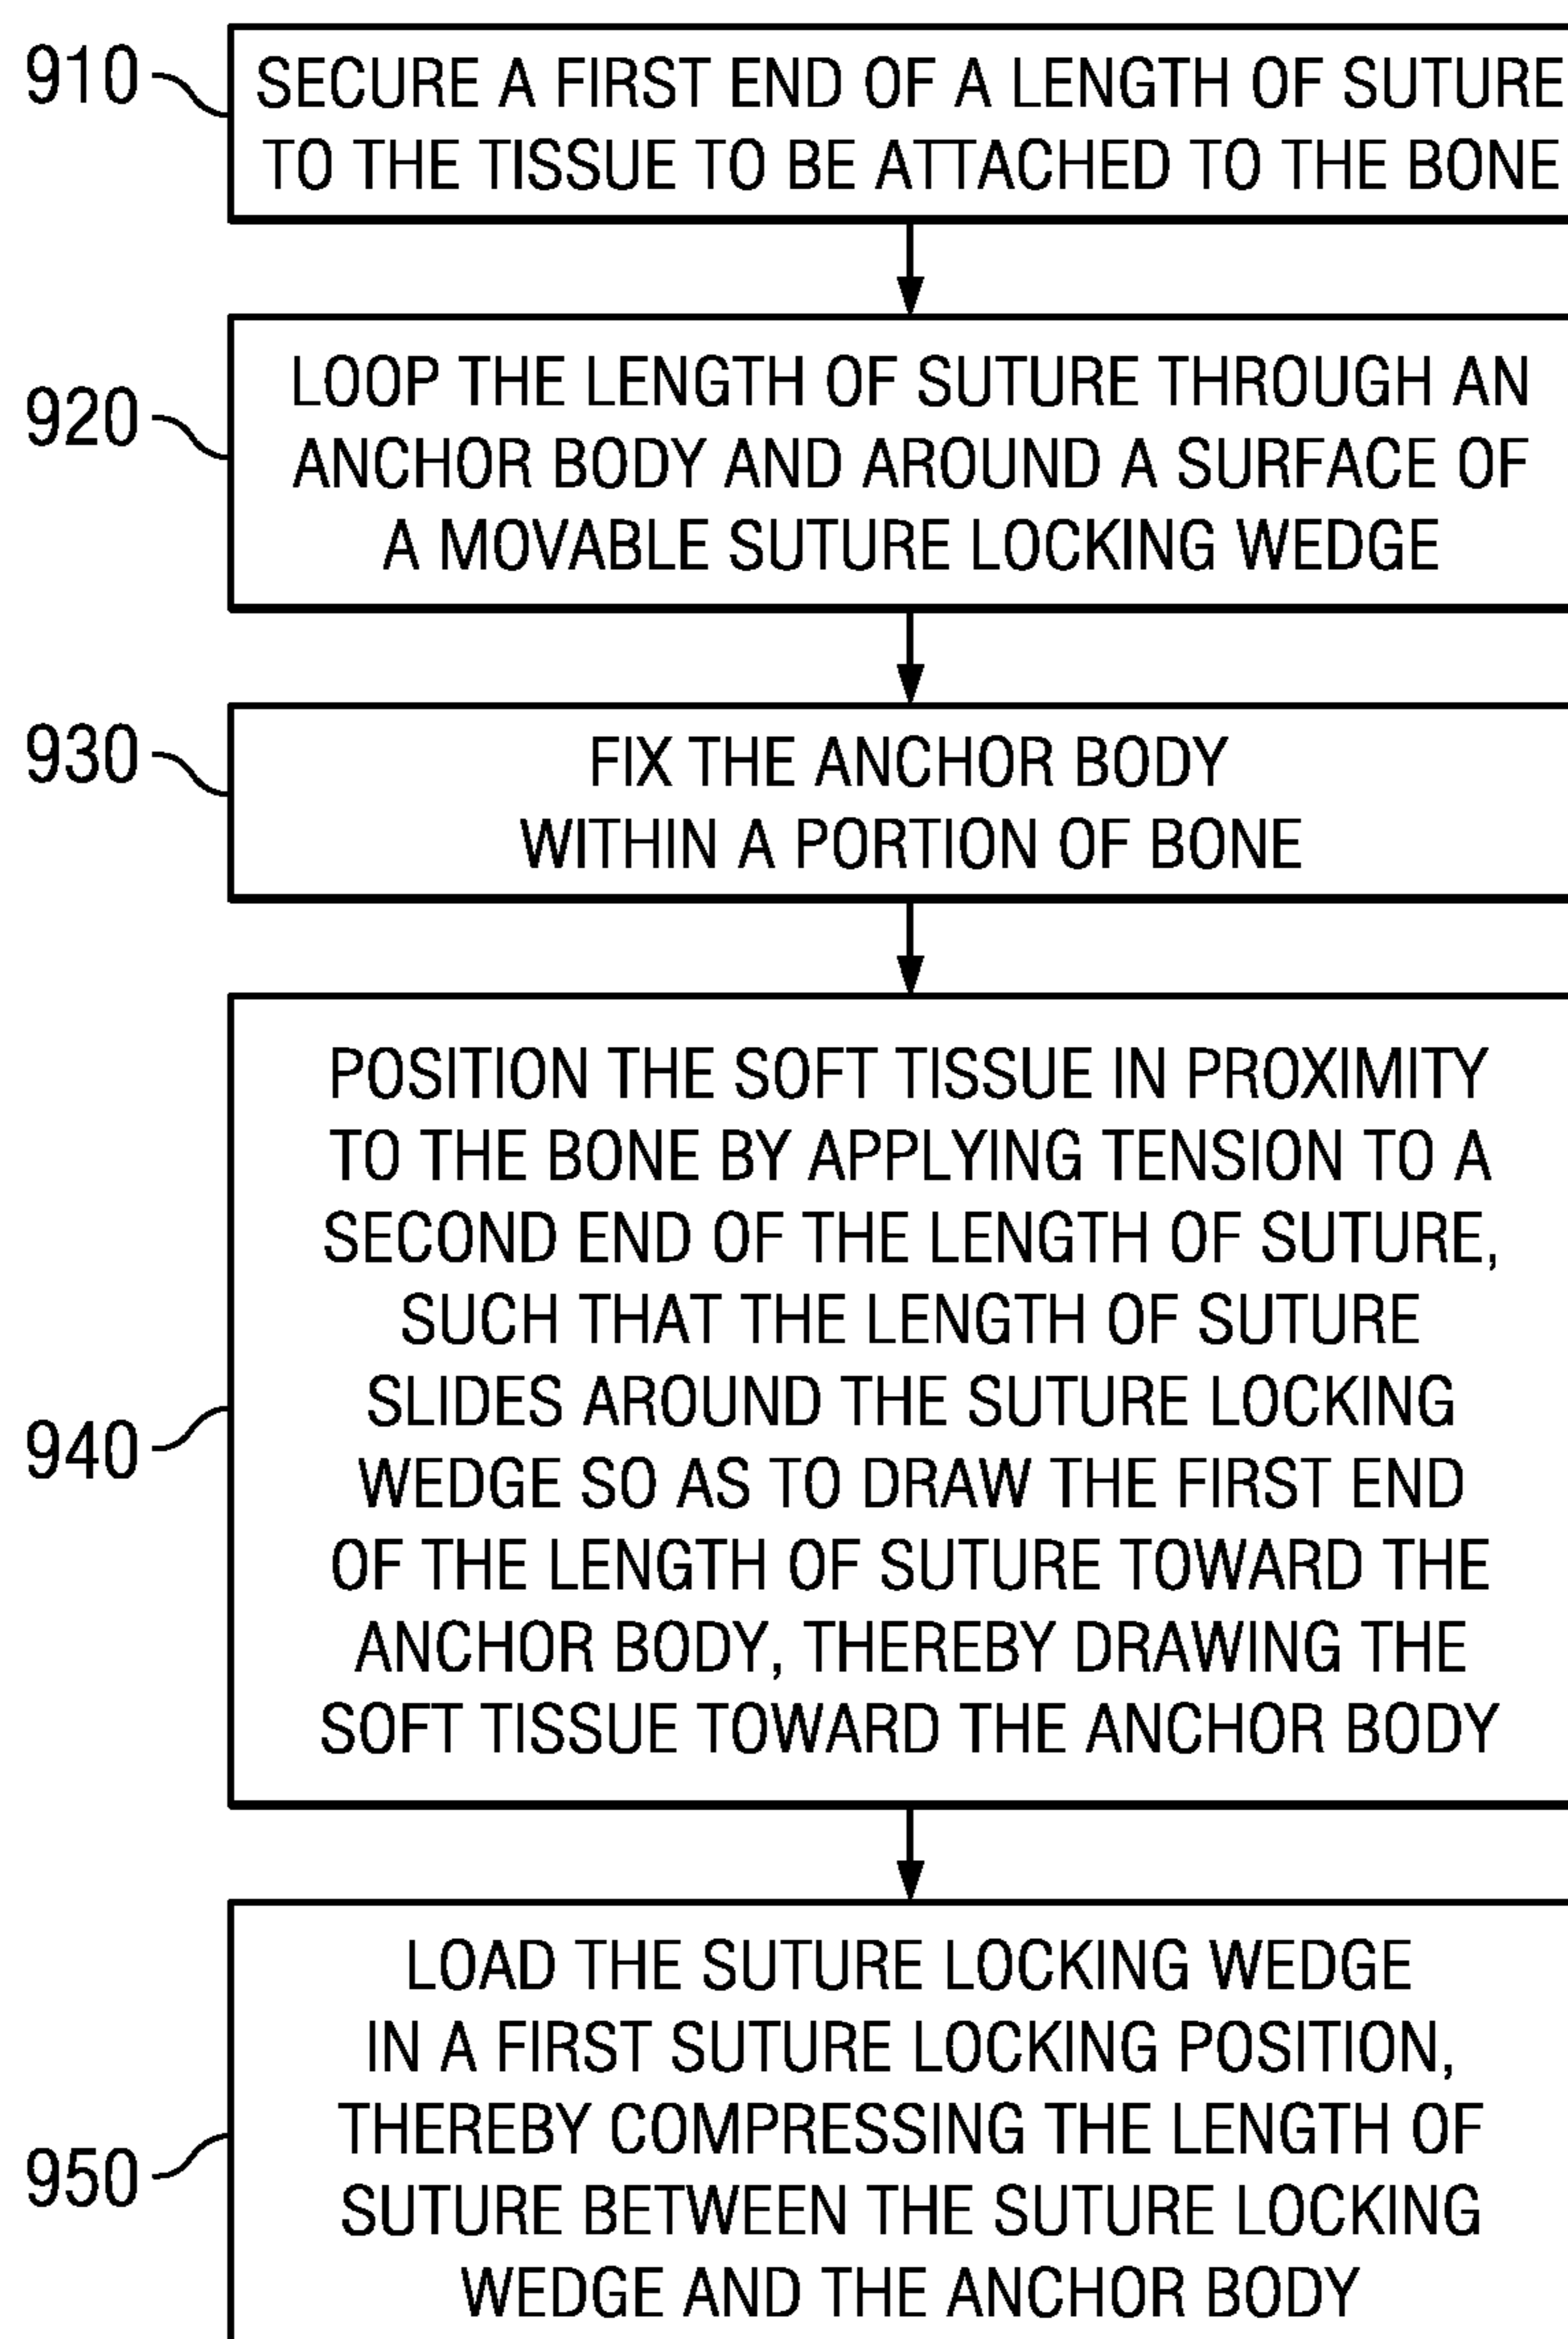 910
SECURE A FIRST END OF A LENGTH OF SUTURE
TO THE TISSUE TO BE ATTACHED TO THE BONE
920
LOOP THE LENGTH OF SUTURE THROUGH AN
ANCHOR BODY AND AROUND A SURFACE OF
A MOVABLE SUTURE LOCKING WEDGE
930
FIX THE ANCHOR BODY
WITHIN A PORTION OF BONE
940
POSITION THE SOFT TISSUE IN PROXIMITY
TO THE BONE BY APPLYING TENSION TO A
SECOND END OF THE LENGTH OF SUTURE,
SUCH THAT THE LENGTH OF SUTURE
SLIDES AROUND THE SUTURE LOCKING
WEDGE SO AS TO DRAW THE FIRST END
OF THE LENGTH OF SUTURE TOWARD THE
ANCHOR BODY, THEREBY DRAWING THE
SOFT TISSUE TOWARD THE ANCHOR BODY
950
LOAD THE SUTURE LOCKING WEDGE
IN A FIRST SUTURE LOCKING POSITION,
THEREBY COMPRESSING THE LENGTH OF
SUTURE BETWEEN THE SUTURE LOCKING
WEDGE AND THE ANCHOR BODY